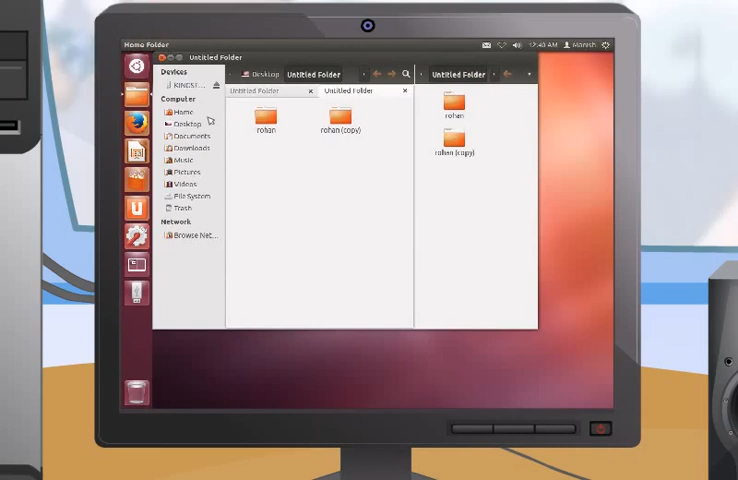 Home Folder
12:40 AM
Manish
Untitled Folder
Devices
KINGST...
Computer
Home
Desktop
Documents
Downloads
Music
Pictures
Videos
File System
Trash
Network
Browse Net...
Desktop
Untitled Folder
Untitled Folder
Untitled Folder
Untitled Folder
rohan
rohan (copy)
rohan
rohan (copy)